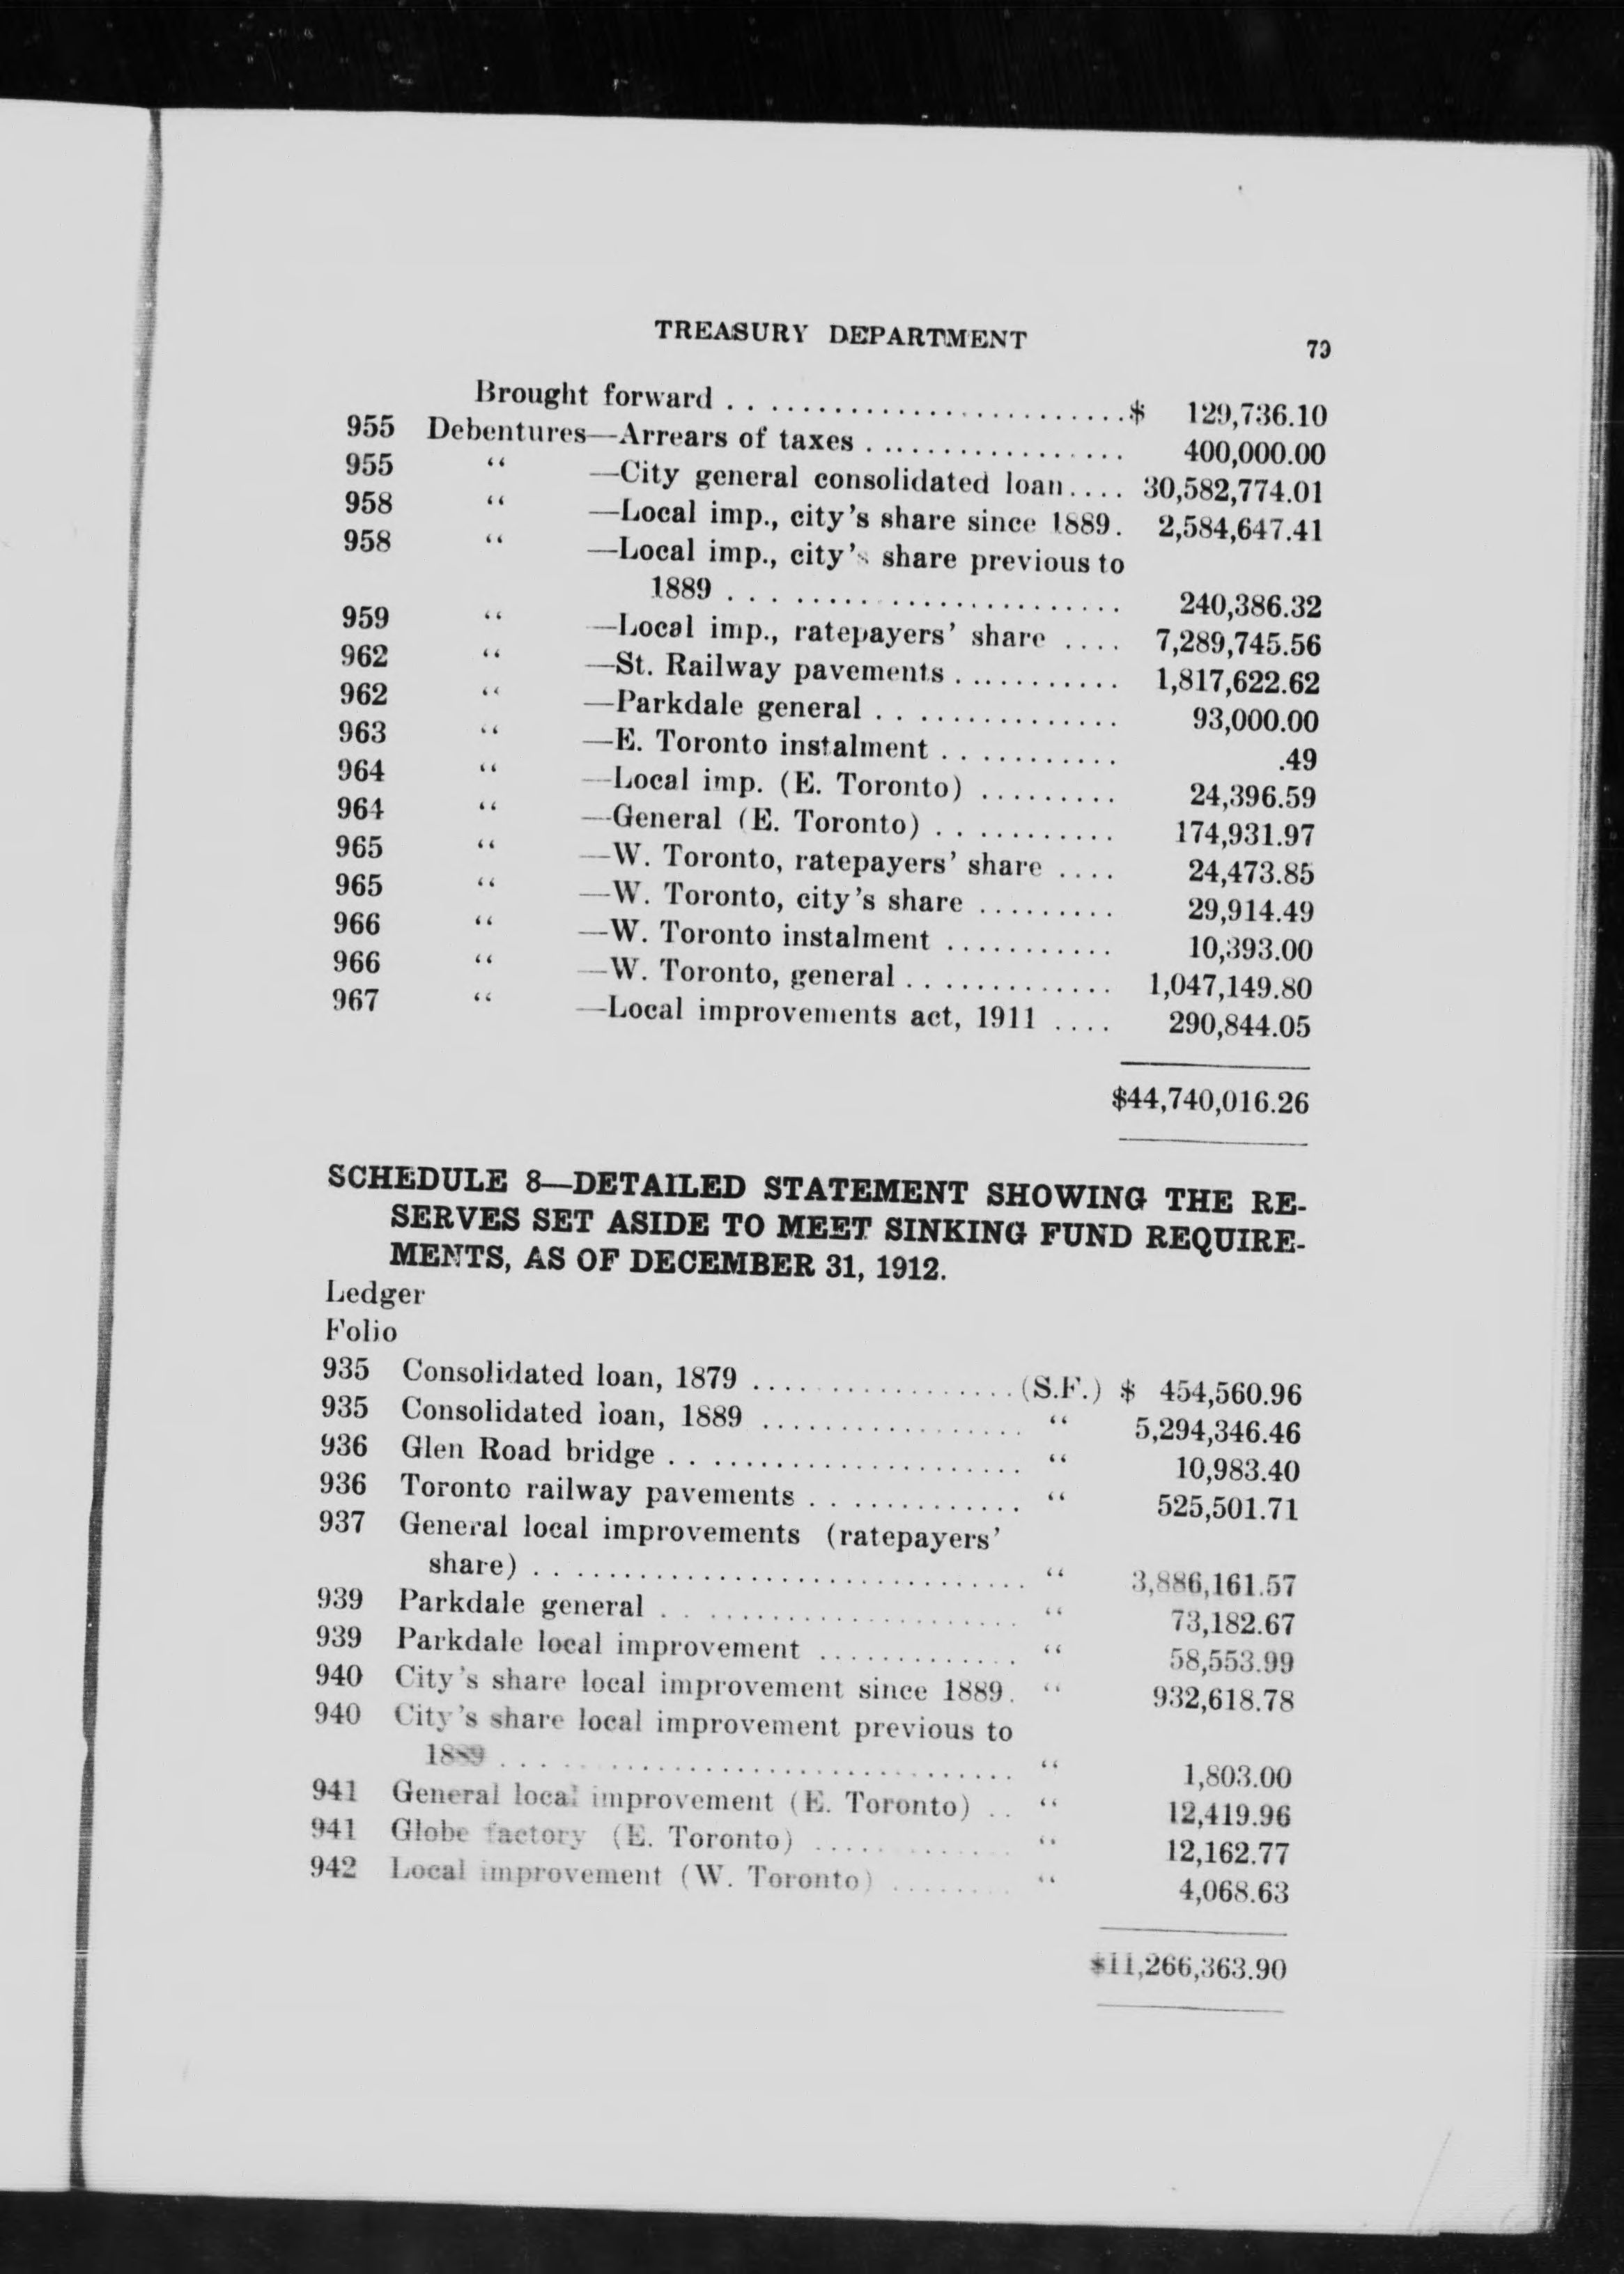 TREASURY DEPARTMENT 79
Brought forward ........................$ 129,736.10
955 Debentures—Arrears of taxes ................. 400,000.00
955 “ —City general consolidated loan.... 30,582,774.01
958 “ —Local imp., city's share since 1889. 2,584,647.41
958 “ —Local imp., city's share previous to
1889 ........................ 240,386.32
959 “ —Local imp., ratepayers' share .... 7,289,745.56
962 “ —St. Railway pavements ........... 1,817,622.62
962 “ —Parkdale general ............... 93,000.00
963 “ —E. Toronto instalment ........... .49
964 “ —Local imp. (E. Toronto) ......... 24,396.59
964 “ —General (E. Toronto) ............ 174,931.97
965 “ —W. Toronto, ratepayers' share .... 24,473.85
965 “ —W. Toronto, city's share ......... 29,914.49
966 “ —W. Toronto instalment ........... 10,393.00
966 “ —W. Toronto, general ............. 1,047,149.80
967 “ —Local improvements act, 1911 .... 290,844.05
$44,740,016.26
SCHEDULE 8—DETAILED STATEMENT SHOWING THE RE-
SERVES SET ASIDE TO MEET SINKING FUND REQUIRE-
MENTS, AS OF DECEMBER 31, 1912.
Ledger
Folio
935 Consolidated loan, 1879 .................(S.F.) $ 454,560.96
935 Consolidated loan, 1889 ................. “ 5,294,346.46
936 Glen Road bridge ...................... “ 10,983.40
936 Toronto railway pavements ............. “ 525,501.71
937 General local improvements (ratepayers'
share) ............................... “ 3,886,161.57
939 Parkdale general ...................... “ 73,182.67
939 Parkdale local improvement ............. “ 58,553.99
940 City's share local improvement since 1889. “ 932,618.78
940 City's share local improvement previous to
1889 ................................. “ 1,803.00
941 General local improvement (E. Toronto) .. “ 12,419.96
941 Globe factory (E. Toronto) ............. “ 12,162.77
942 Local improvement (W. Toronto) ........ “ 4,068.63
$11,266,363.90